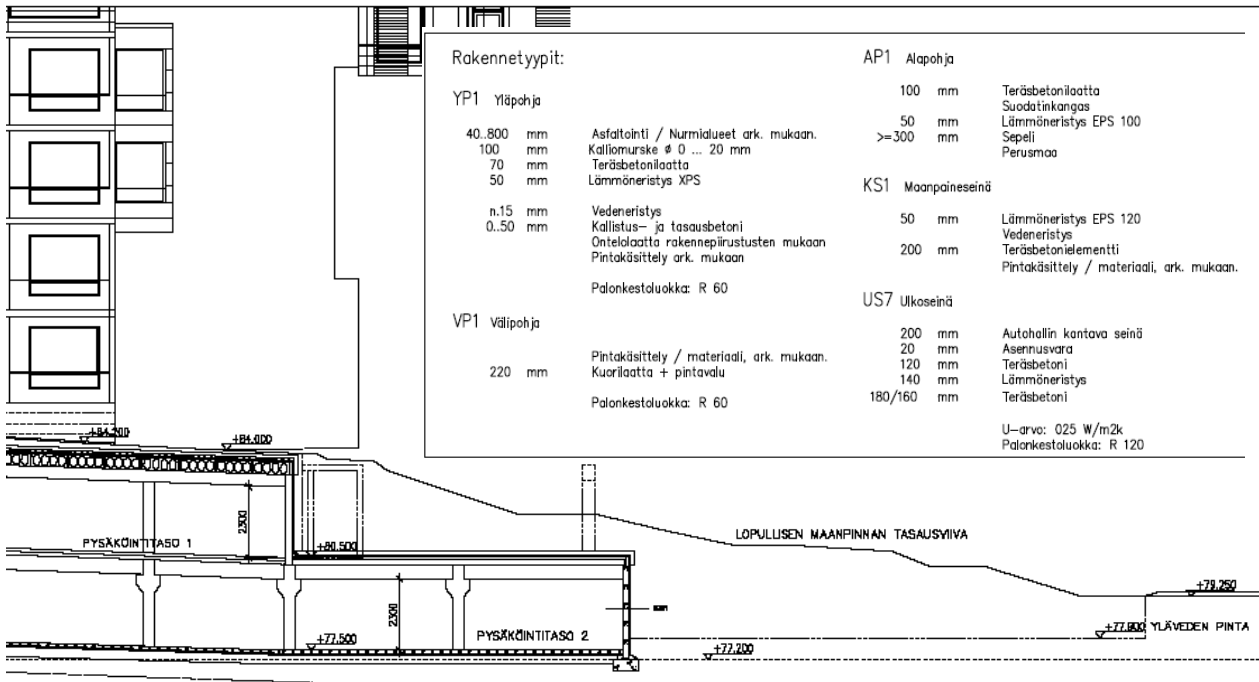 Rakennetyypit:
YP1 Yläpohja
40..800 mm Asfaltointi / Nurmialueet ark. mukaan.
100 mm Kalliomurske ø 0 ... 20 mm
70 mm Teräsbetonilaatta
50 mm Lämmöneristys XPS
n.15 mm Vedeneristys
0..50 mm Kallistus– ja tasausbetoni
Ontelolaatta rakennepiirustusten mukaan
Pintakäsittely ark. mukaan
Palonkestoluokka: R 60
VP1 Välipohja
Pintakäsittely / materiaali, ark. mukaan.
220 mm Kuorilaatta + pintavalu
Palonkestoluokka: R 60
AP1 Alapohja
100 mm Teräsbetonilaatta
Suodatinkangas
50 mm Lämmöneristys EPS 100
>=300 mm Sepeli
Perusmaa
KS1 Maanpaineseinä
50 mm Lämmöneristys EPS 120
Vedeneristys
200 mm Teräsbetonielementti
Pintakäsittely / materiaali, ark. mukaan.
US7 Ulkoseinä
200 mm Autohallin kantava seinä
20 mm Asennusvara
120 mm Teräsbetoni
140 mm Lämmöneristys
180/160 mm Teräsbetoni
U–arvo: 025 W/m2k
Palonkestoluokka: R 120
+84.000
2300
PYSÄKÖINTITASO 1
+80.500
LOPULLISEN MAANPINNAN TASAUSVIIVA
+79.250
2300
PYSÄKÖINTITASO 2
+77.500
YLÄVEDEN PINTA
+77.200